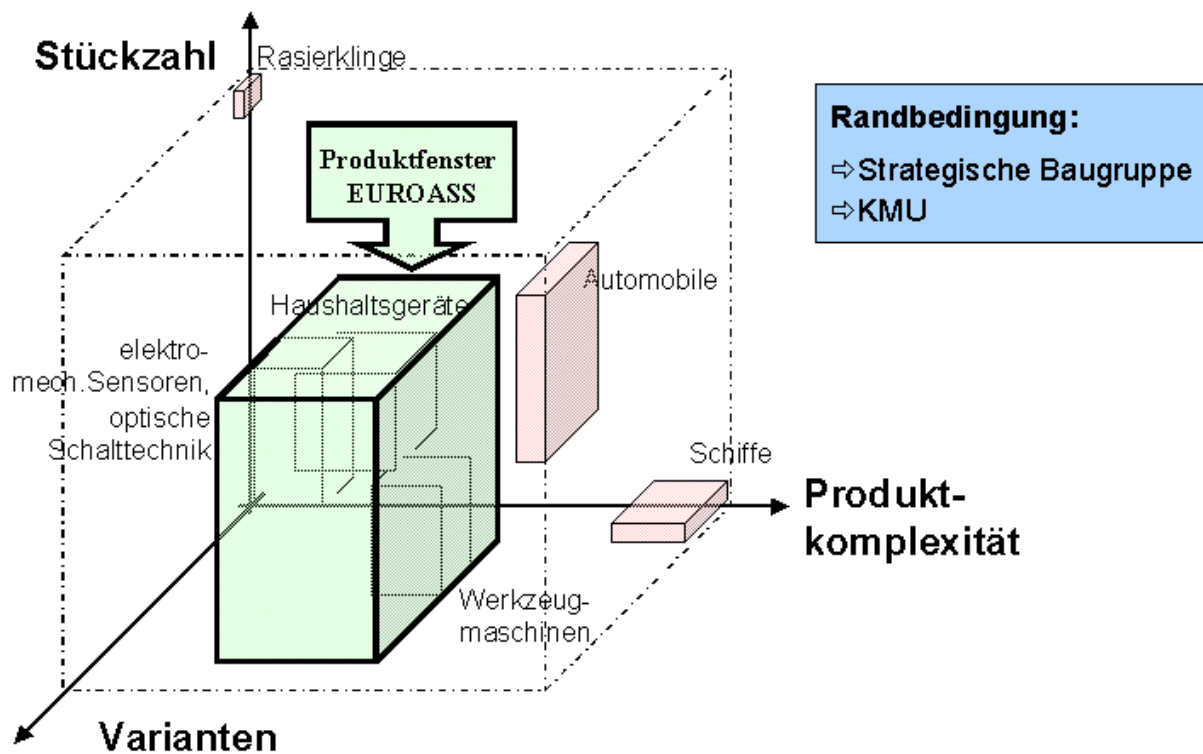 Stückzahl
Rasierklinge
Randbedingung:
⇨Strategische Baugruppe
⇨KMU
Produktfenster
EUROASS
Automobile
Haushaltsgeräte
elektro-
mech.Sensoren,
optische
Schalttechnik
Schiffe
Produkt-
komplexität
Werkzeug-
maschinen
Varianten